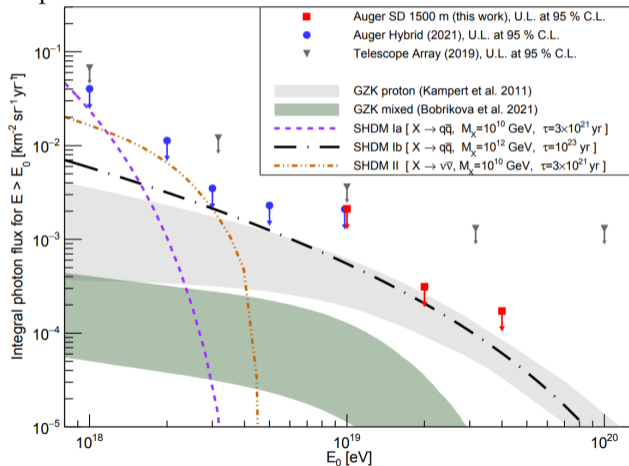 Auger SD 1500 m (this work), U.L. at 95 % C.L.
Auger Hybrid (2021), U.L. at 95 % C.L.
Telescope Array (2019), U.L. at 95 % C.L.
GZK proton (Kampert et al. 2011)
GZK mixed (Bobrikova et al. 2021)
SHDM Ia [ X → qq̅, M_X=10¹⁰ GeV, τ=3×10²¹ yr ]
SHDM Ib [ X → qq̅, M_X=10¹² GeV, τ=10²³ yr ]
SHDM II [ X → νν̅, M_X=10¹⁰ GeV, τ=3×10²¹ yr ]
Integral photon flux for E > E₀ [km⁻² sr⁻¹ yr⁻¹]
10⁻¹
10⁻²
10⁻³
10⁻⁴
10⁻⁵
10¹⁸
10¹⁹
10²⁰
E₀ [eV]